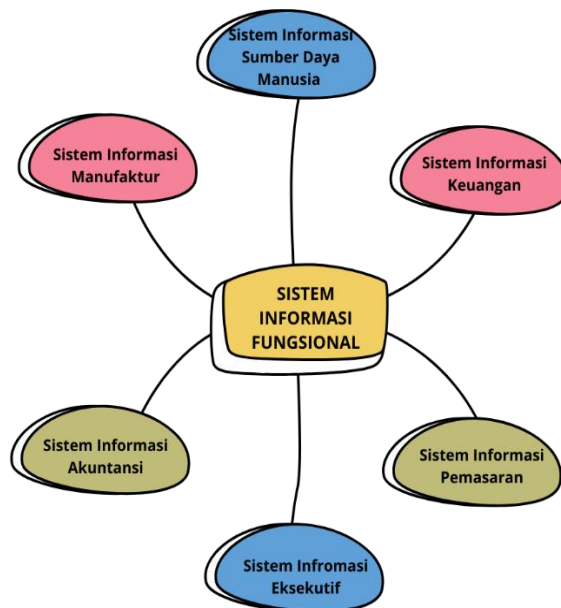 Sistem Informasi
Sumber Daya
Manusia
Sistem Informasi
Manufaktur
Sistem Informasi
Keuangan
SISTEM
INFORMASI
FUNGSIONAL
Sistem Informasi
Akuntansi
Sistem Informasi
Pemasaran
Sistem Infromasi
Eksekutif